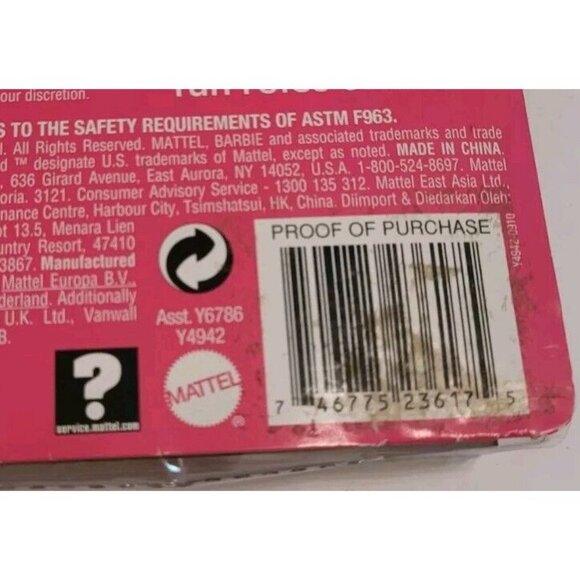 our discretion.
S TO THE SAFETY REQUIREMENTS OF ASTM F963.
l. All Rights Reserved. MATTEL, BARBIE and associated trademarks and trade
d ™ designate U.S. trademarks of Mattel, except as noted. MADE IN CHINA.
, 636 Girard Avenue, East Aurora, NY 14052, U.S.A. 1-800-524-8697. Mattel
oria. 3121. Consumer Advisory Service - 1300 135 312. Mattel East Asia Ltd.,
nance Centre, Harbour City, Tsimshatsui, HK, China. Diimport & Diedarkan Oleh:
ot 13.5, Menara Lien
ountry Resort, 47410
3867. Manufactured
Mattel Europa B.V.,
derland. Additionally
U.K. Ltd., Vanwall
B.
Asst. Y6786
Y4942
PROOF OF PURCHASE
7 46775 23617 5
Y4942-0910
?
service.mattel.com
MATTEL
®